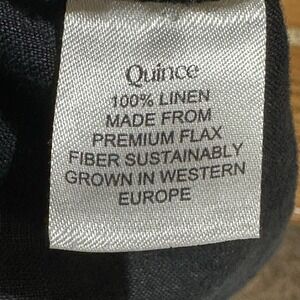 Quince
100% LINEN
MADE FROM
PREMIUM FLAX
FIBER SUSTAINABLY
GROWN IN WESTERN
EUROPE